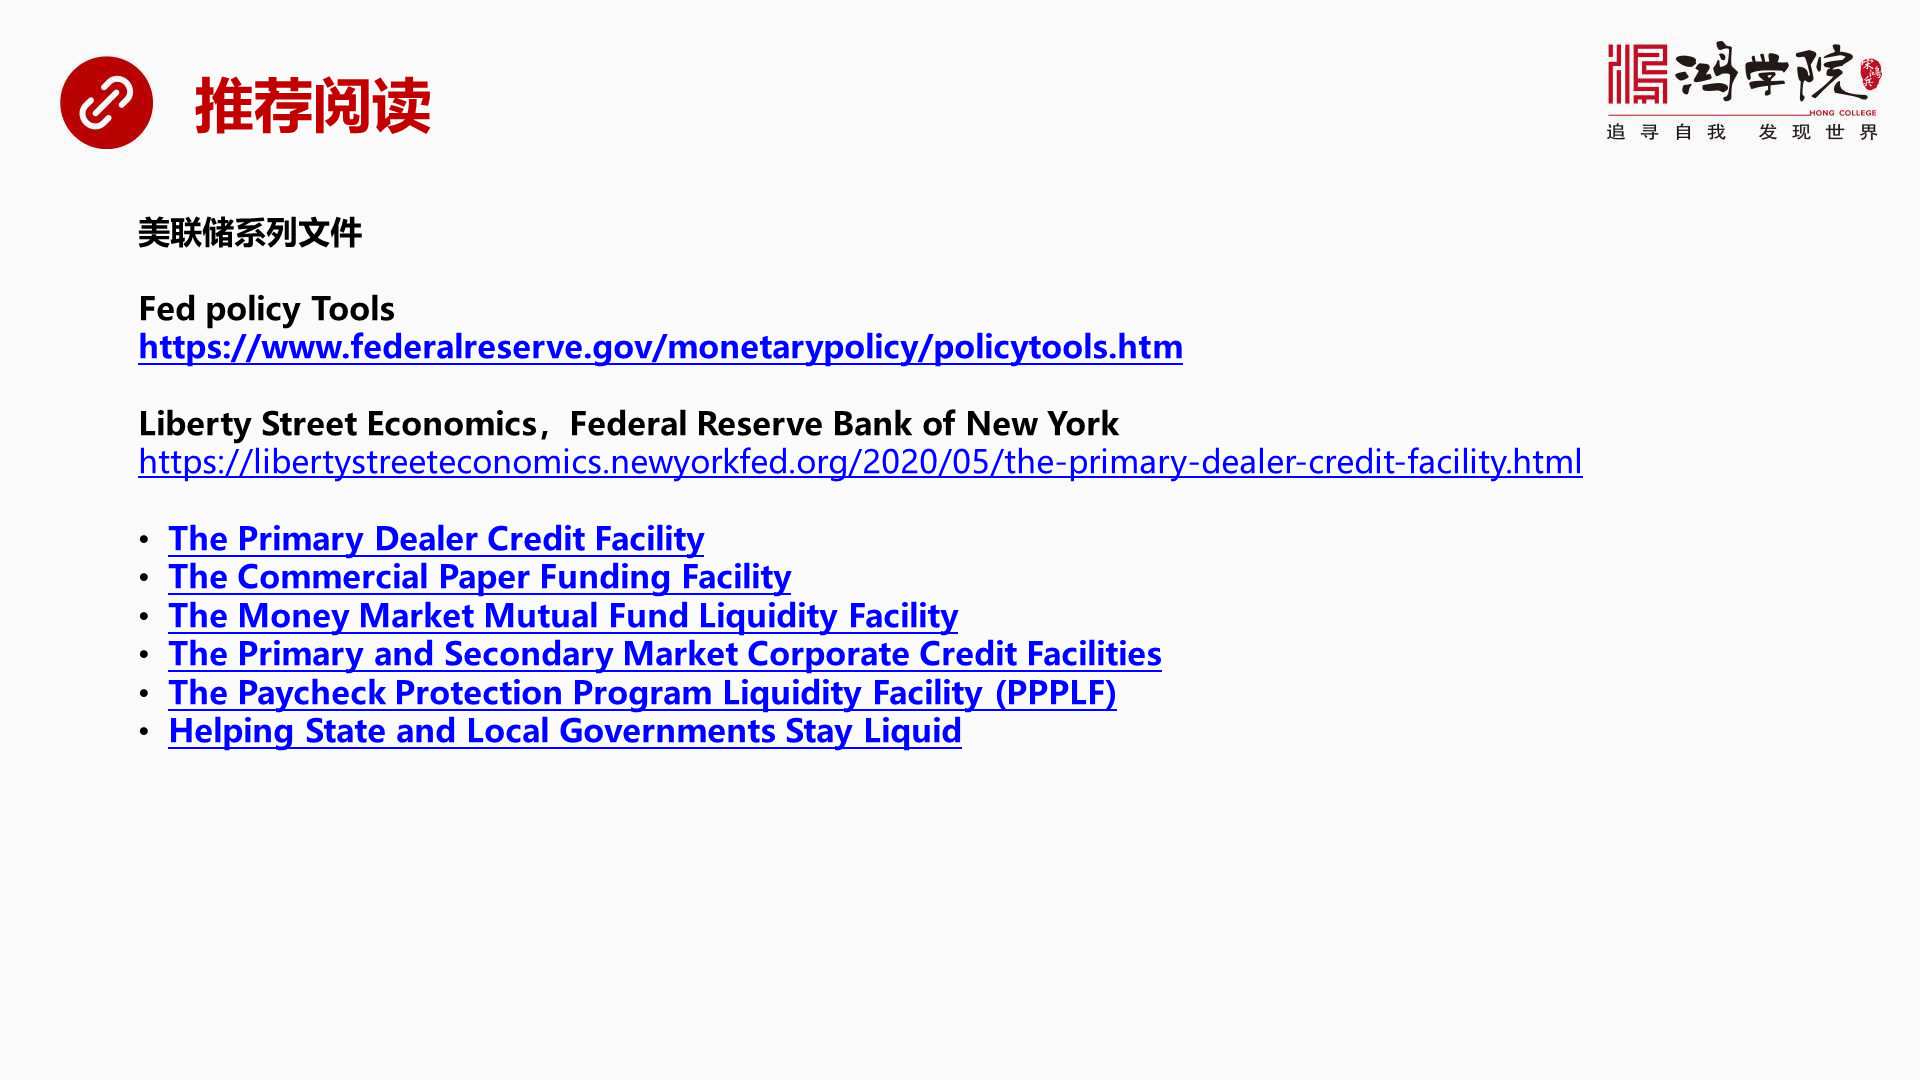 推荐阅读
鸿学院
宋鸿兵
HONG COLLEGE
追寻自我 发现世界
美联储系列文件
Fed policy Tools
https://www.federalreserve.gov/monetarypolicy/policytools.htm
Liberty Street Economics，Federal Reserve Bank of New York
https://libertystreeteconomics.newyorkfed.org/2020/05/the-primary-dealer-credit-facility.html
• The Primary Dealer Credit Facility
• The Commercial Paper Funding Facility
• The Money Market Mutual Fund Liquidity Facility
• The Primary and Secondary Market Corporate Credit Facilities
• The Paycheck Protection Program Liquidity Facility (PPPLF)
• Helping State and Local Governments Stay Liquid